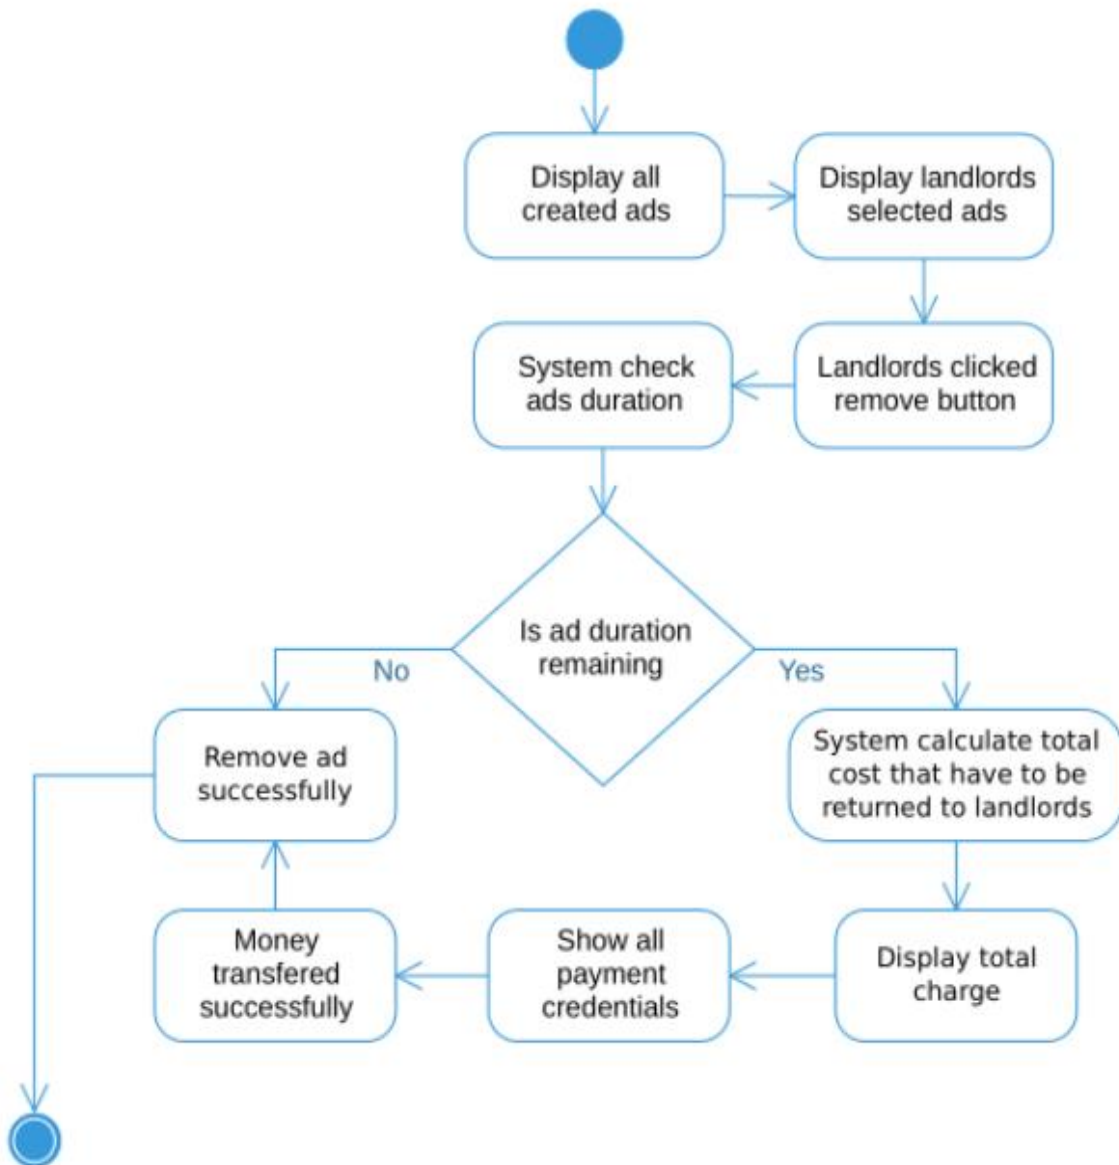 Display all
created ads
Display landlords
selected ads
System check
ads duration
Landlords clicked
remove button
Is ad duration
remaining
No
Yes
Remove ad
successfully
System calculate total
cost that have to be
returned to landlords
Money
transfered
successfully
Show all
payment
credentials
Display total
charge